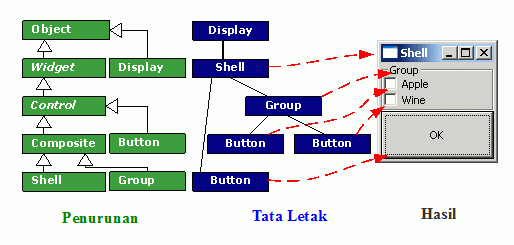 Object
Widget
Display
Control
Composite
Button
Shell
Group
Penurunan
Display
Shell
Group
Button
Button
Button
Tata Letak
Shell
Group
Apple
Wine
OK
Hasil